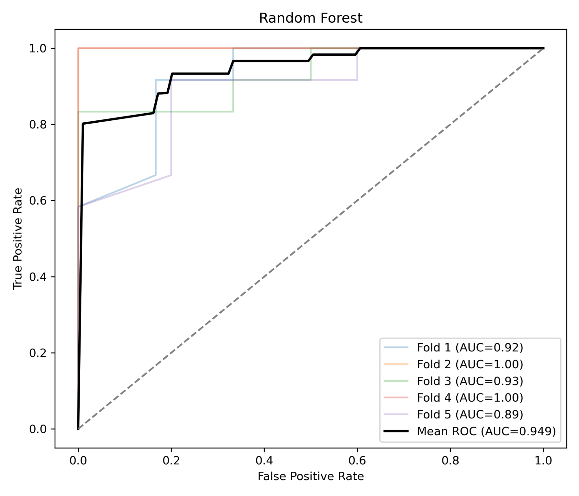 Random Forest
True Positive Rate
1.0
0.8
0.6
0.4
0.2
0.0
0.0
0.2
0.4
0.6
0.8
1.0
False Positive Rate
Fold 1 (AUC=0.92)
Fold 2 (AUC=1.00)
Fold 3 (AUC=0.93)
Fold 4 (AUC=1.00)
Fold 5 (AUC=0.89)
Mean ROC (AUC=0.949)